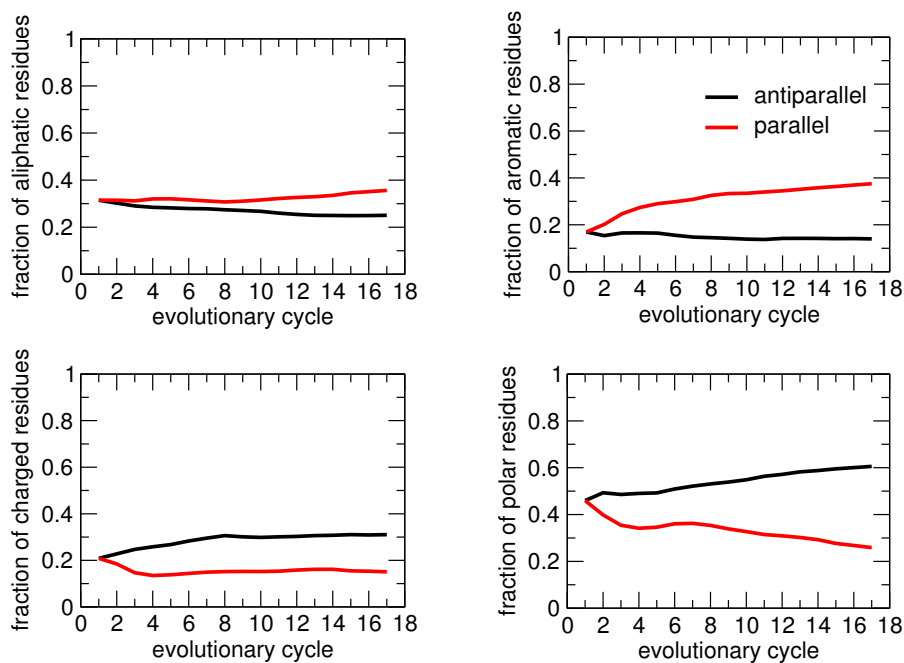 fraction of aliphatic residues
1
0.8
0.6
0.4
0.2
0
0 2 4 6 8 10 12 14 16 18
evolutionary cycle
fraction of aromatic residues
1
0.8
0.6
0.4
0.2
0
antiparallel
parallel
0 2 4 6 8 10 12 14 16 18
evolutionary cycle
fraction of charged residues
1
0.8
0.6
0.4
0.2
0
0 2 4 6 8 10 12 14 16 18
evolutionary cycle
fraction of polar residues
1
0.8
0.6
0.4
0.2
0
0 2 4 6 8 10 12 14 16 18
evolutionary cycle